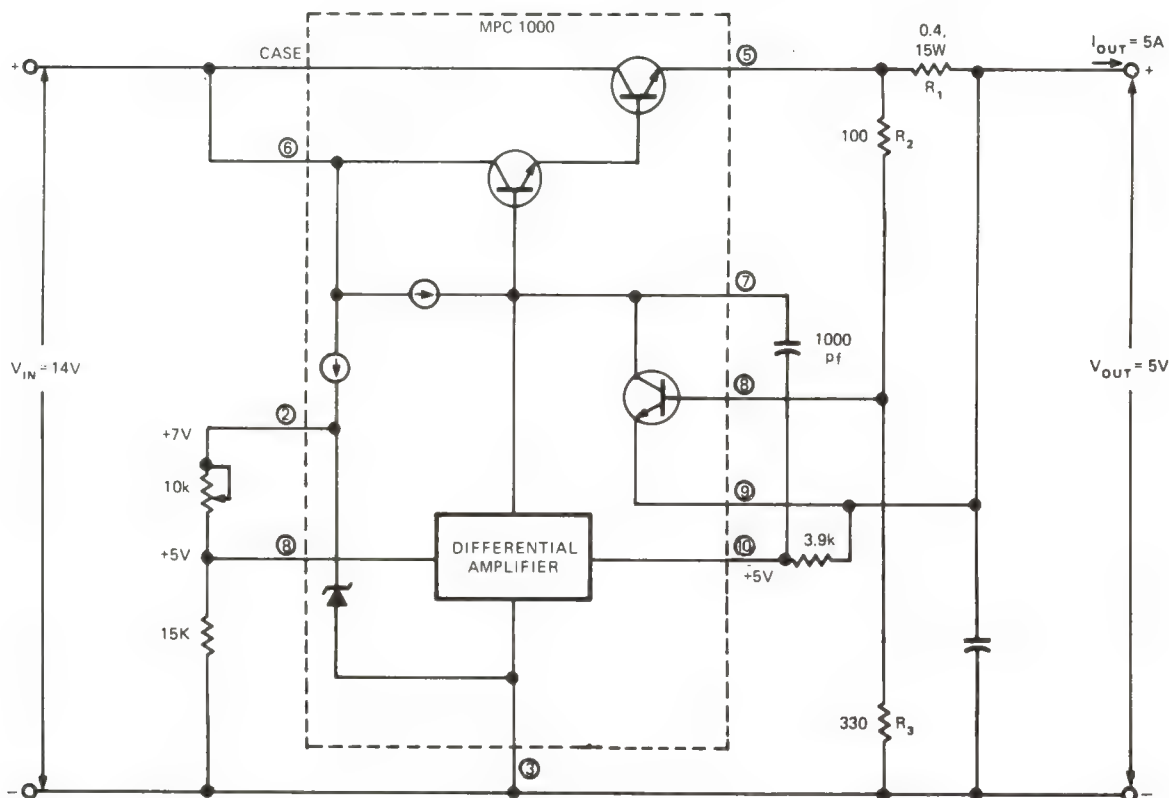 MPC 1000
CASE
⑤
0.4,
15W
R1
IOUT = 5A
+
+
⑥
100
R2
⑦
1000
pf
VIN = 14V
⑧
VOUT = 5V
②
+7V
10k
⑨
+5V
⑧
DIFFERENTIAL
AMPLIFIER
⑩
+5V
3.9k
15K
330
R3
③
-
-